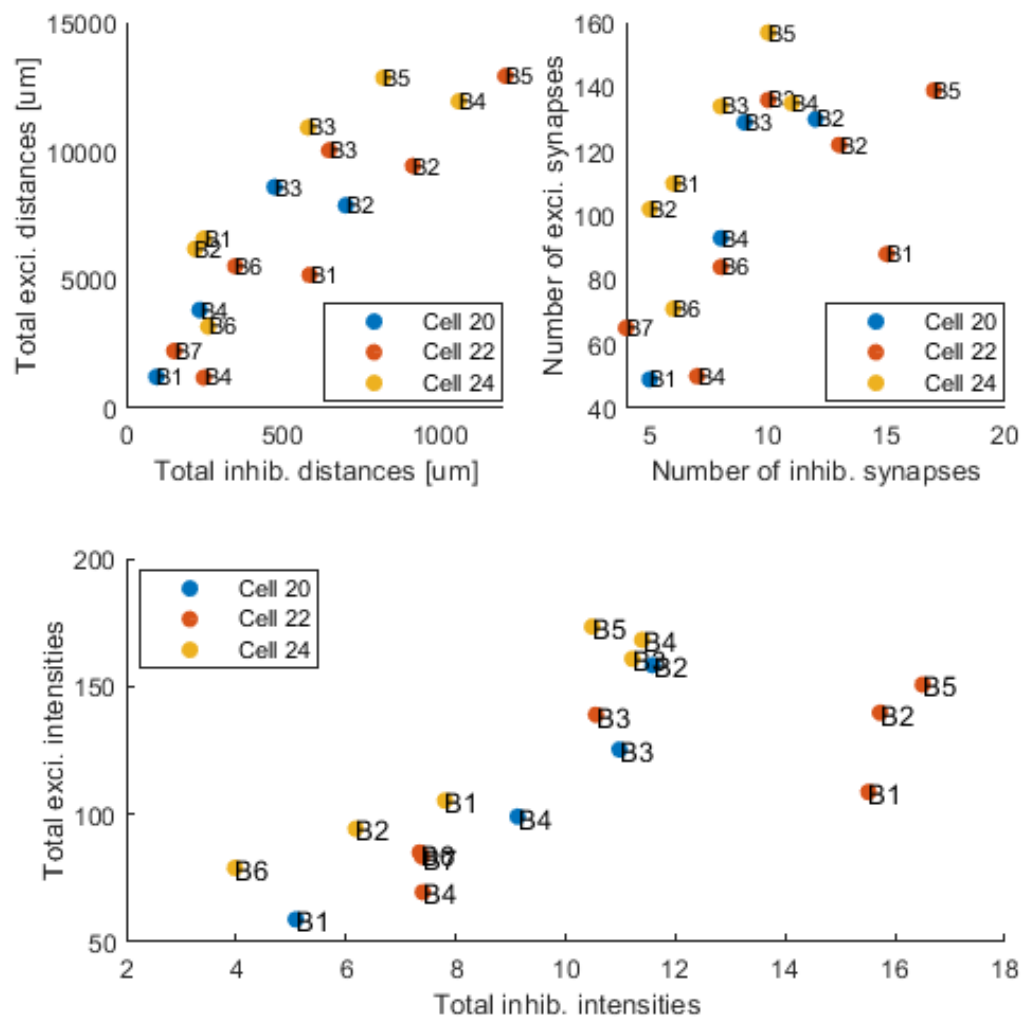 15000
10000
5000
0
0
500
1000
Total exci. distances [um]
Total inhib. distances [um]
B5
B5
B4
B3
B3
B2
B3
B2
B1
B2
B6
B1
B4
B6
B7
B1
B4
Cell 20
Cell 22
Cell 24
160
140
120
100
80
60
40
5
10
15
20
Number of exci. synapses
Number of inhib. synapses
B5
B5
B3
B3
B4
B3
B2
B2
B1
B2
B4
B1
B6
B6
B7
B1
B4
Cell 20
Cell 22
Cell 24
200
150
100
50
2
4
6
8
10
12
14
16
18
Total exci. intensities
Total inhib. intensities
Cell 20
Cell 22
Cell 24
B5
B4
B2
B5
B2
B3
B3
B1
B1
B4
B2
B7
B6
B4
B1